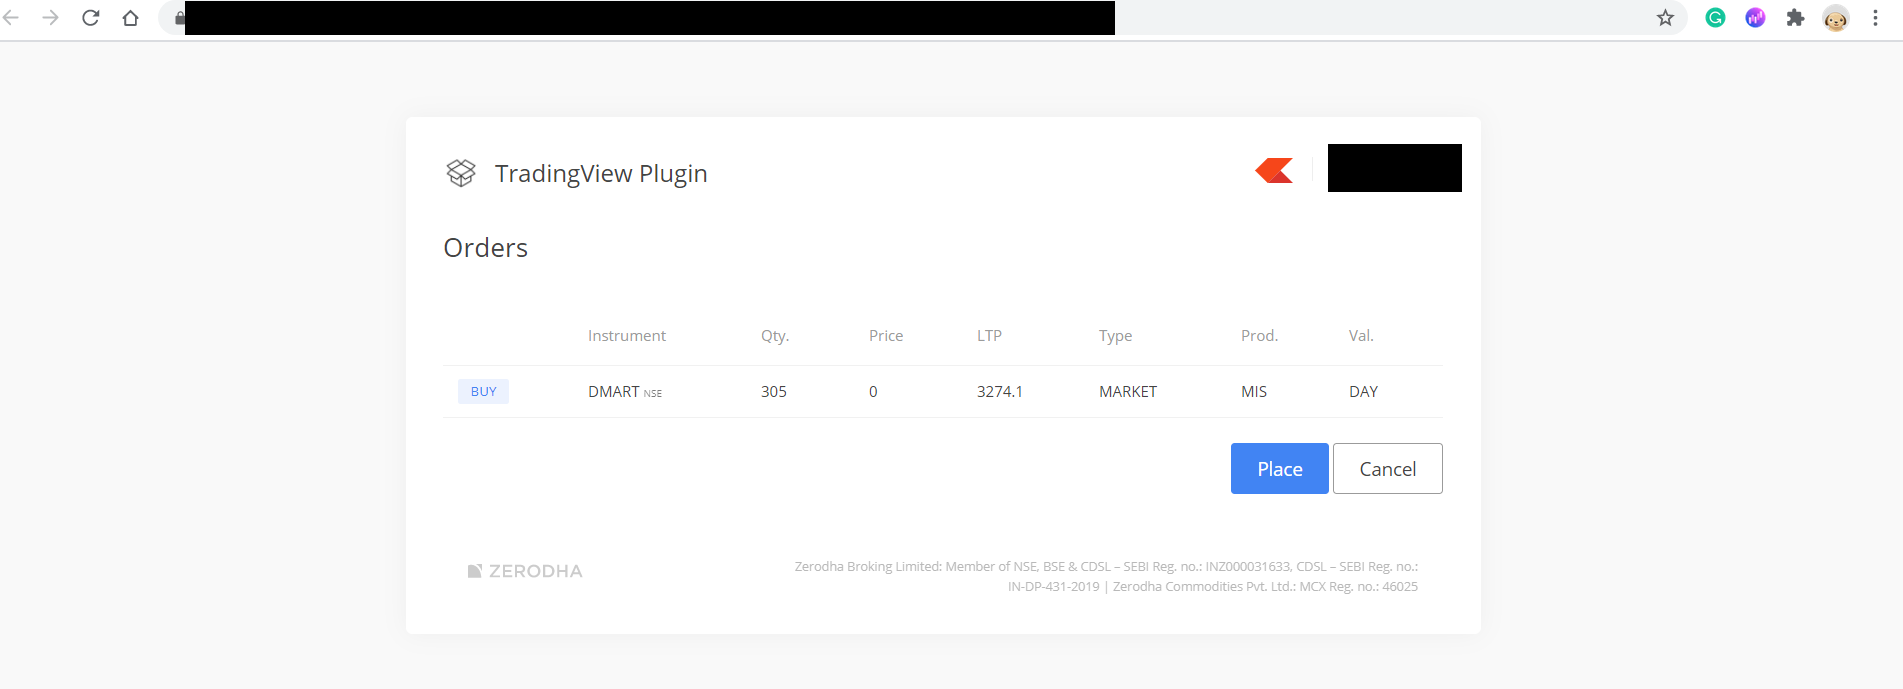 TradingView Plugin
Orders
Instrument Qty. Price LTP Type Prod. Val.
BUY DMART NSE 305 0 3274.1 MARKET MIS DAY
Place Cancel
ZERODHA
Zerodha Broking Limited: Member of NSE, BSE & CDSL – SEBI Reg. no.: INZ000031633, CDSL – SEBI Reg. no.:
IN-DP-431-2019 | Zerodha Commodities Pvt. Ltd.: MCX Reg. no.: 46025